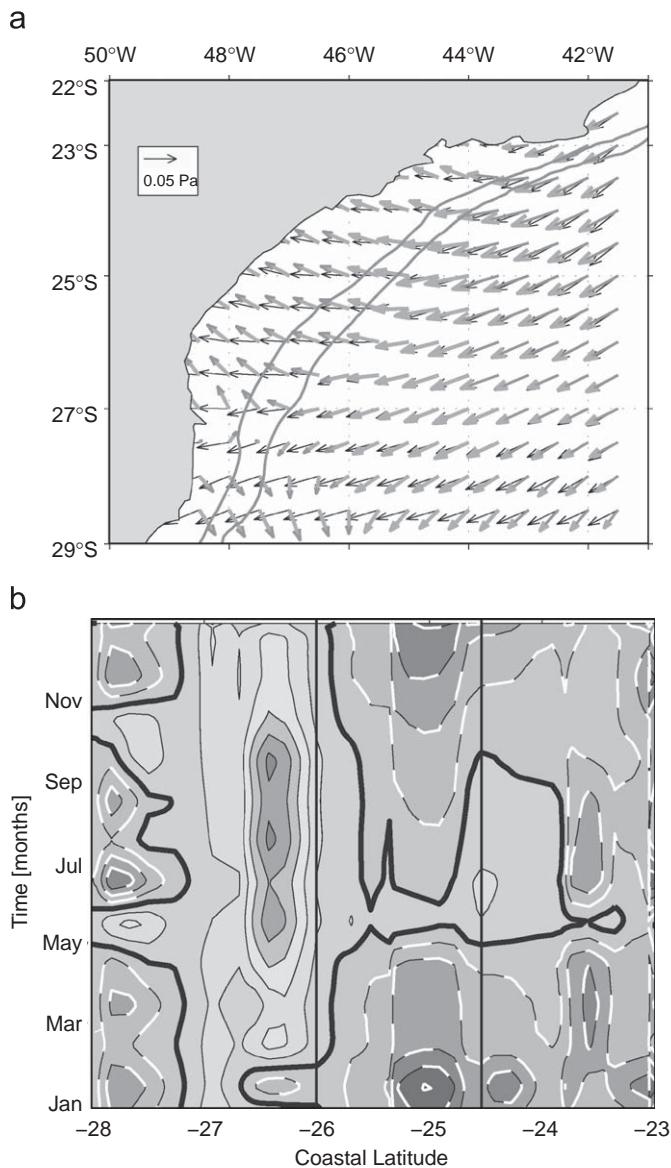 a
50°W 48°W 46°W 44°W 42°W
22°S
23°S
0.05 Pa
25°S
27°S
29°S
b
Nov
Sep
Jul
May
Mar
Jan
Time [months]
–28 –27 –26 –25 –24 –23
Coastal Latitude